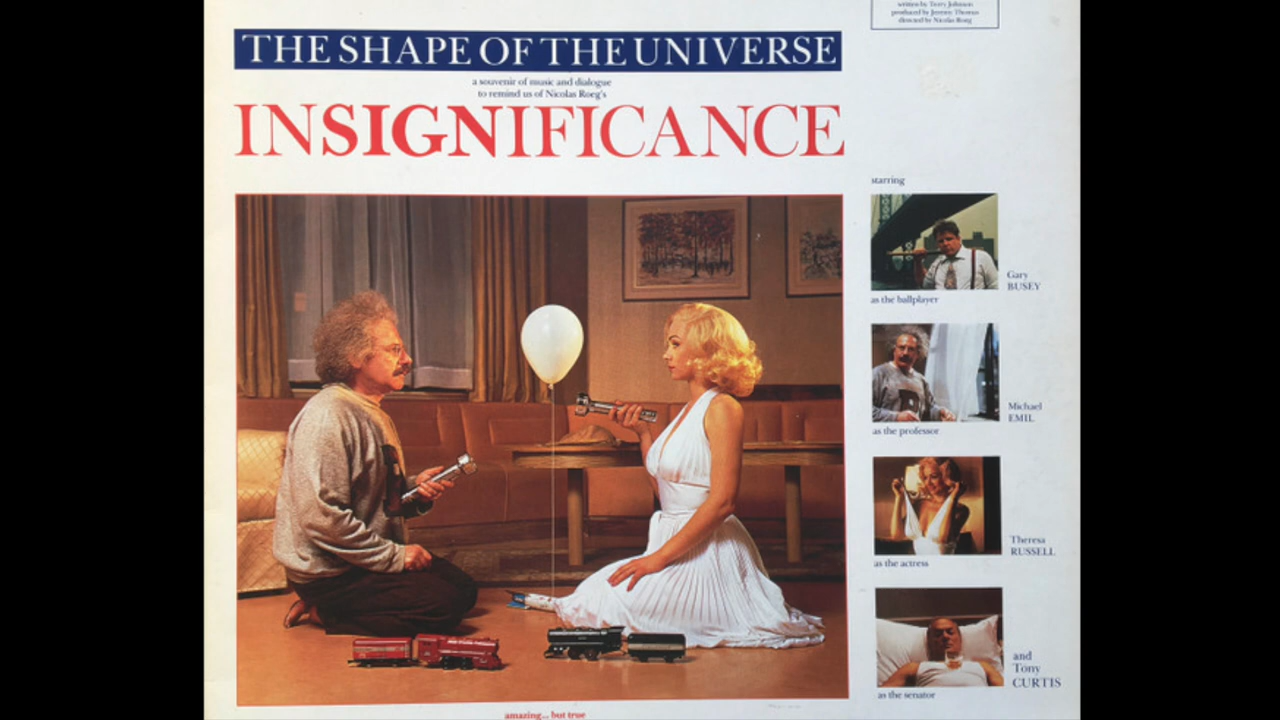 written by Terry Johnson
produced by Jeremy Thomas
directed by Nicolas Roeg
THE SHAPE OF THE UNIVERSE
a souvenir of music and dialogue
to remind us of Nicolas Roeg's
INSIGNIFICANCE
starring
Gary
BUSEY
as the ballplayer
Michael
EMIL
as the professor
Theresa
RUSSELL
as the actress
and
Tony
CURTIS
as the senator
amazing... but true